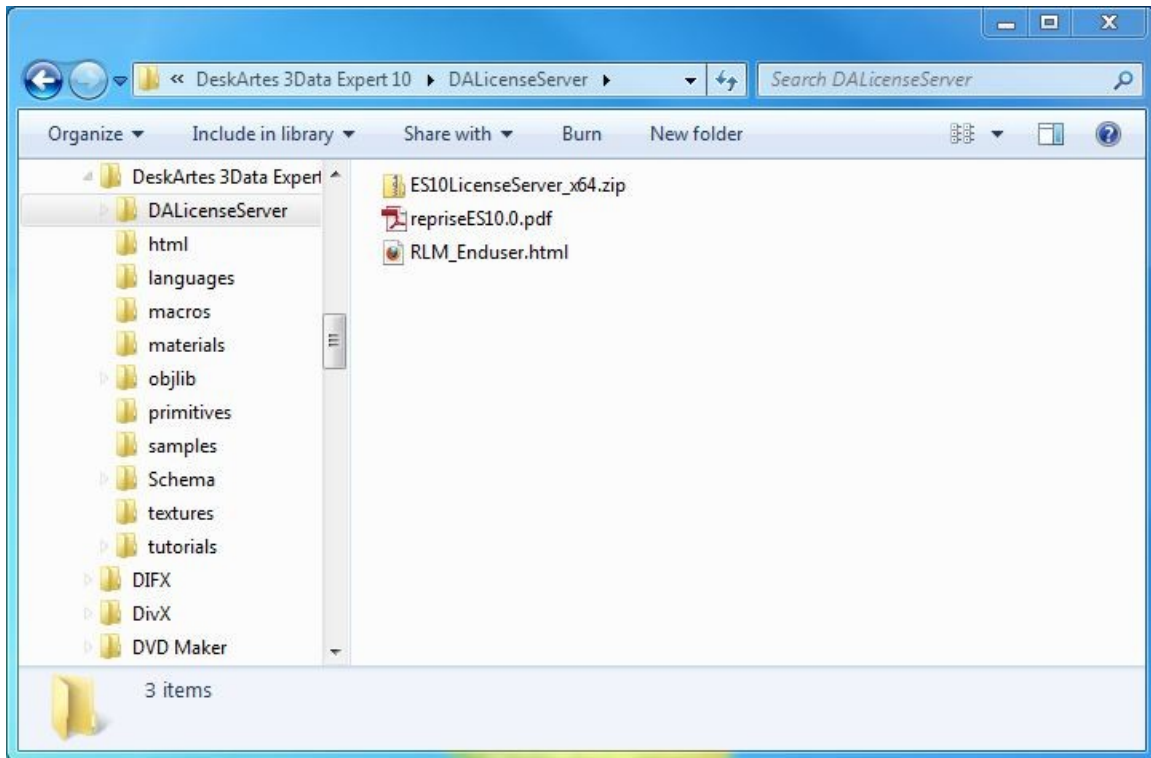 « DeskArtes 3Data Expert 10 DALicenseServer Search DALicenseServer
Organize Include in library Share with Burn New folder
DeskArtes 3Data Expert
DALicenseServer
html
languages
macros
materials
objlib
primitives
samples
Schema
textures
tutorials
DIFX
DivX
DVD Maker
ES10LicenseServer_x64.zip
repriseES10.0.pdf
RLM_Enduser.html
3 items